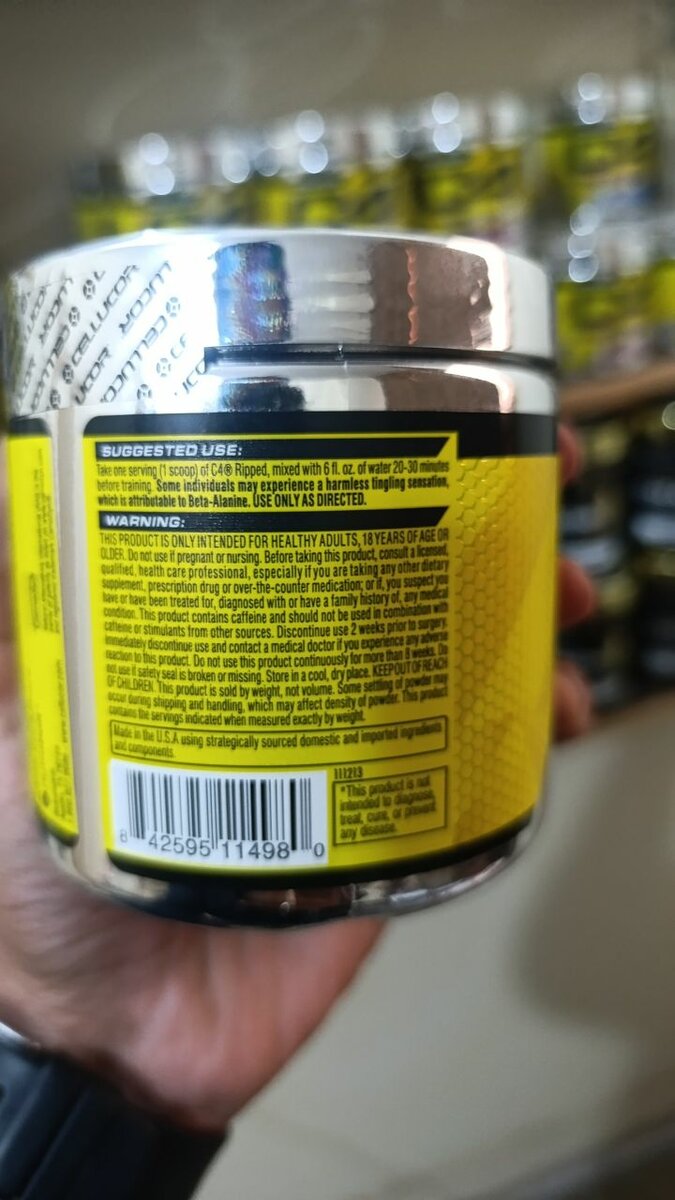 CELLUCOR
CELLUCOR
SUGGESTED USE:
Take one serving (1 scoop) of C4® Ripped, mixed with 6 fl. oz. of water 20-30 minutes
before training. Some individuals may experience a harmless tingling sensation,
which is attributable to Beta-Alanine. USE ONLY AS DIRECTED.
WARNING:
THIS PRODUCT IS ONLY INTENDED FOR HEALTHY ADULTS, 18 YEARS OF AGE OR
OLDER. Do not use if pregnant or nursing. Before taking this product, consult a licensed,
qualified, health care professional, especially if you are taking any other dietary
supplement, prescription drug or over-the-counter medication; or if, you suspect you
have or have been treated for, diagnosed with or have a family history of, any medical
condition. This product contains caffeine and should not be used in combination with
caffeine or stimulants from other sources. Discontinue use 2 weeks prior to surgery.
Immediately discontinue use and contact a medical doctor if you experience any adverse
reaction to this product. Do not use this product continuously for more than 8 weeks. Do
not use if safety seal is broken or missing. Store in a cool, dry place. KEEP OUT OF REACH
OF CHILDREN. This product is sold by weight, not volume. Some settling of powder may
occur during shipping and handling, which may affect density of powder. This product
contains the servings indicated when measured exactly by weight.
Made in the U.S.A using strategically sourced domestic and imported ingredients
and components.
111213
*This product is not
intended to diagnose,
treat, cure, or prevent
any disease.
8 42595 11498 0